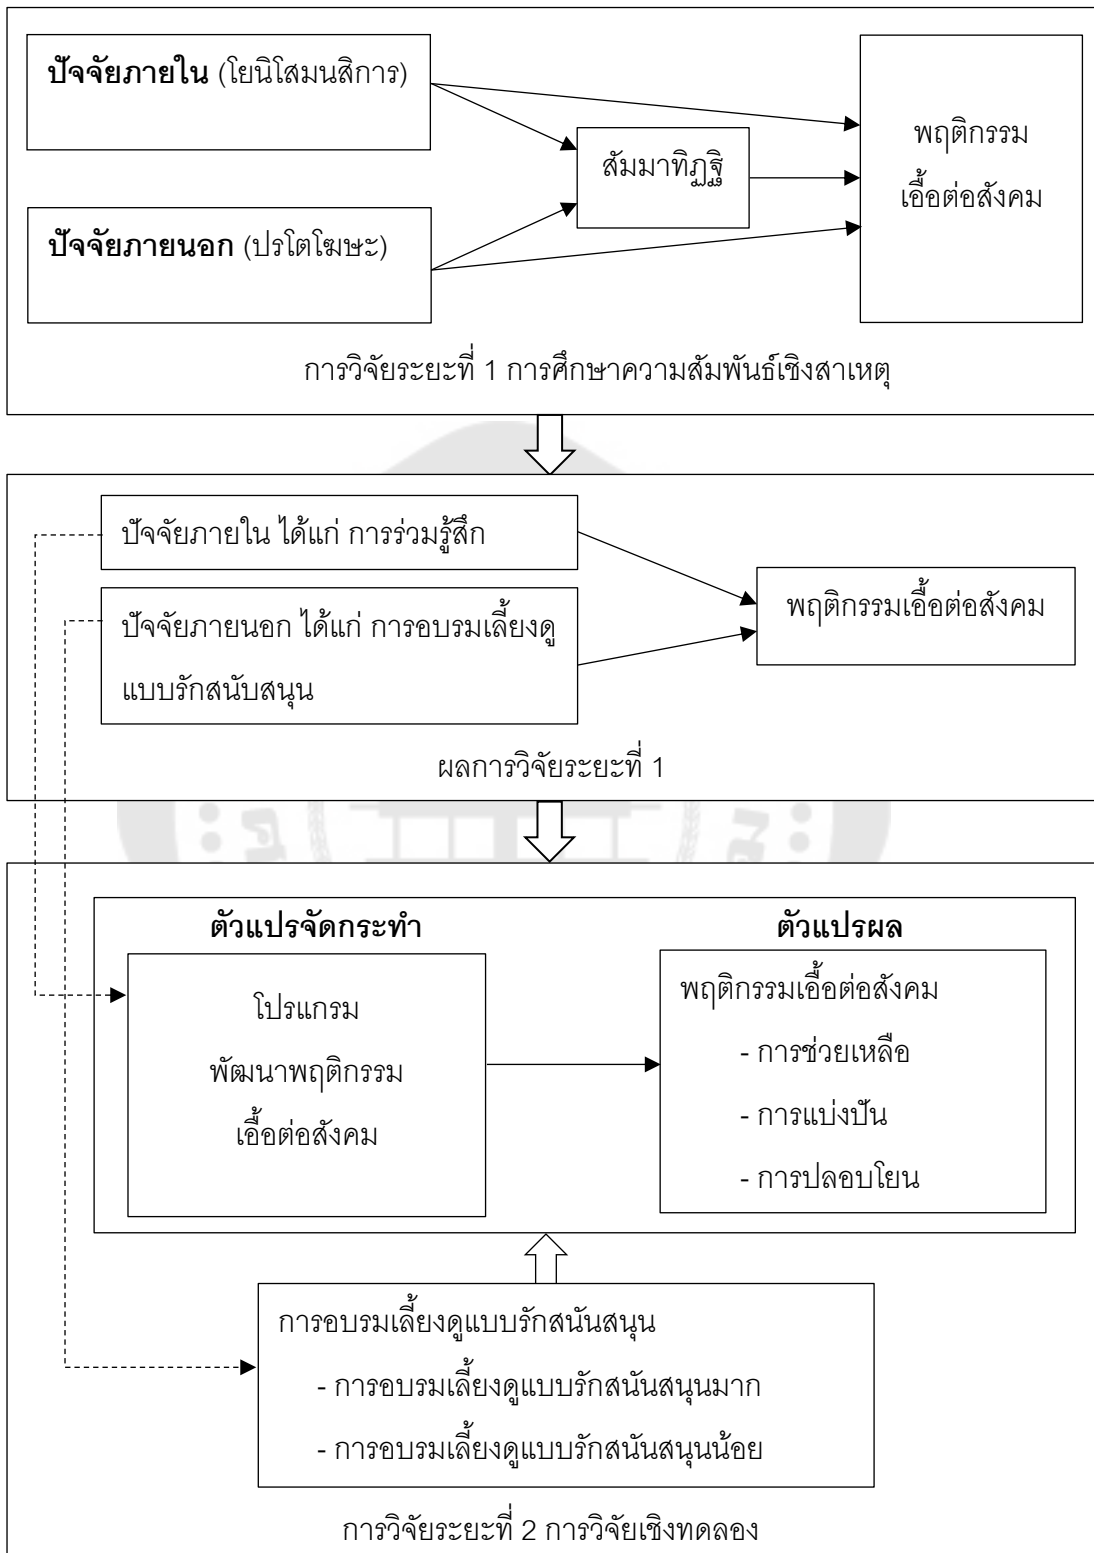 ปัจจัยภายใน (โยนิโสมนสิการ)
พฤติกรรม
เอื้อต่อสังคม
สัมมาทิฏฐิ
ปัจจัยภายนอก (ปรโตโฆษะ)
การวิจัยระยะที่ 1 การศึกษาความสัมพันธ์เชิงสาเหตุ
ปัจจัยภายใน ได้แก่ การร่วมรู้สึก
พฤติกรรมเอื้อต่อสังคม
ปัจจัยภายนอก ได้แก่ การอบรมเลี้ยงดู
แบบรักสนับสนุน
ผลการวิจัยระยะที่ 1
ตัวแปรจัดกระทำ
โปรแกรม
พัฒนาพฤติกรรม
เอื้อต่อสังคม
ตัวแปรผล
พฤติกรรมเอื้อต่อสังคม
- การช่วยเหลือ
- การแบ่งปัน
- การปลอบโยน
การอบรมเลี้ยงดูแบบรักสนันสนุน
- การอบรมเลี้ยงดูแบบรักสนันสนุนมาก
- การอบรมเลี้ยงดูแบบรักสนันสนุนน้อย
การวิจัยระยะที่ 2 การวิจัยเชิงทดลอง